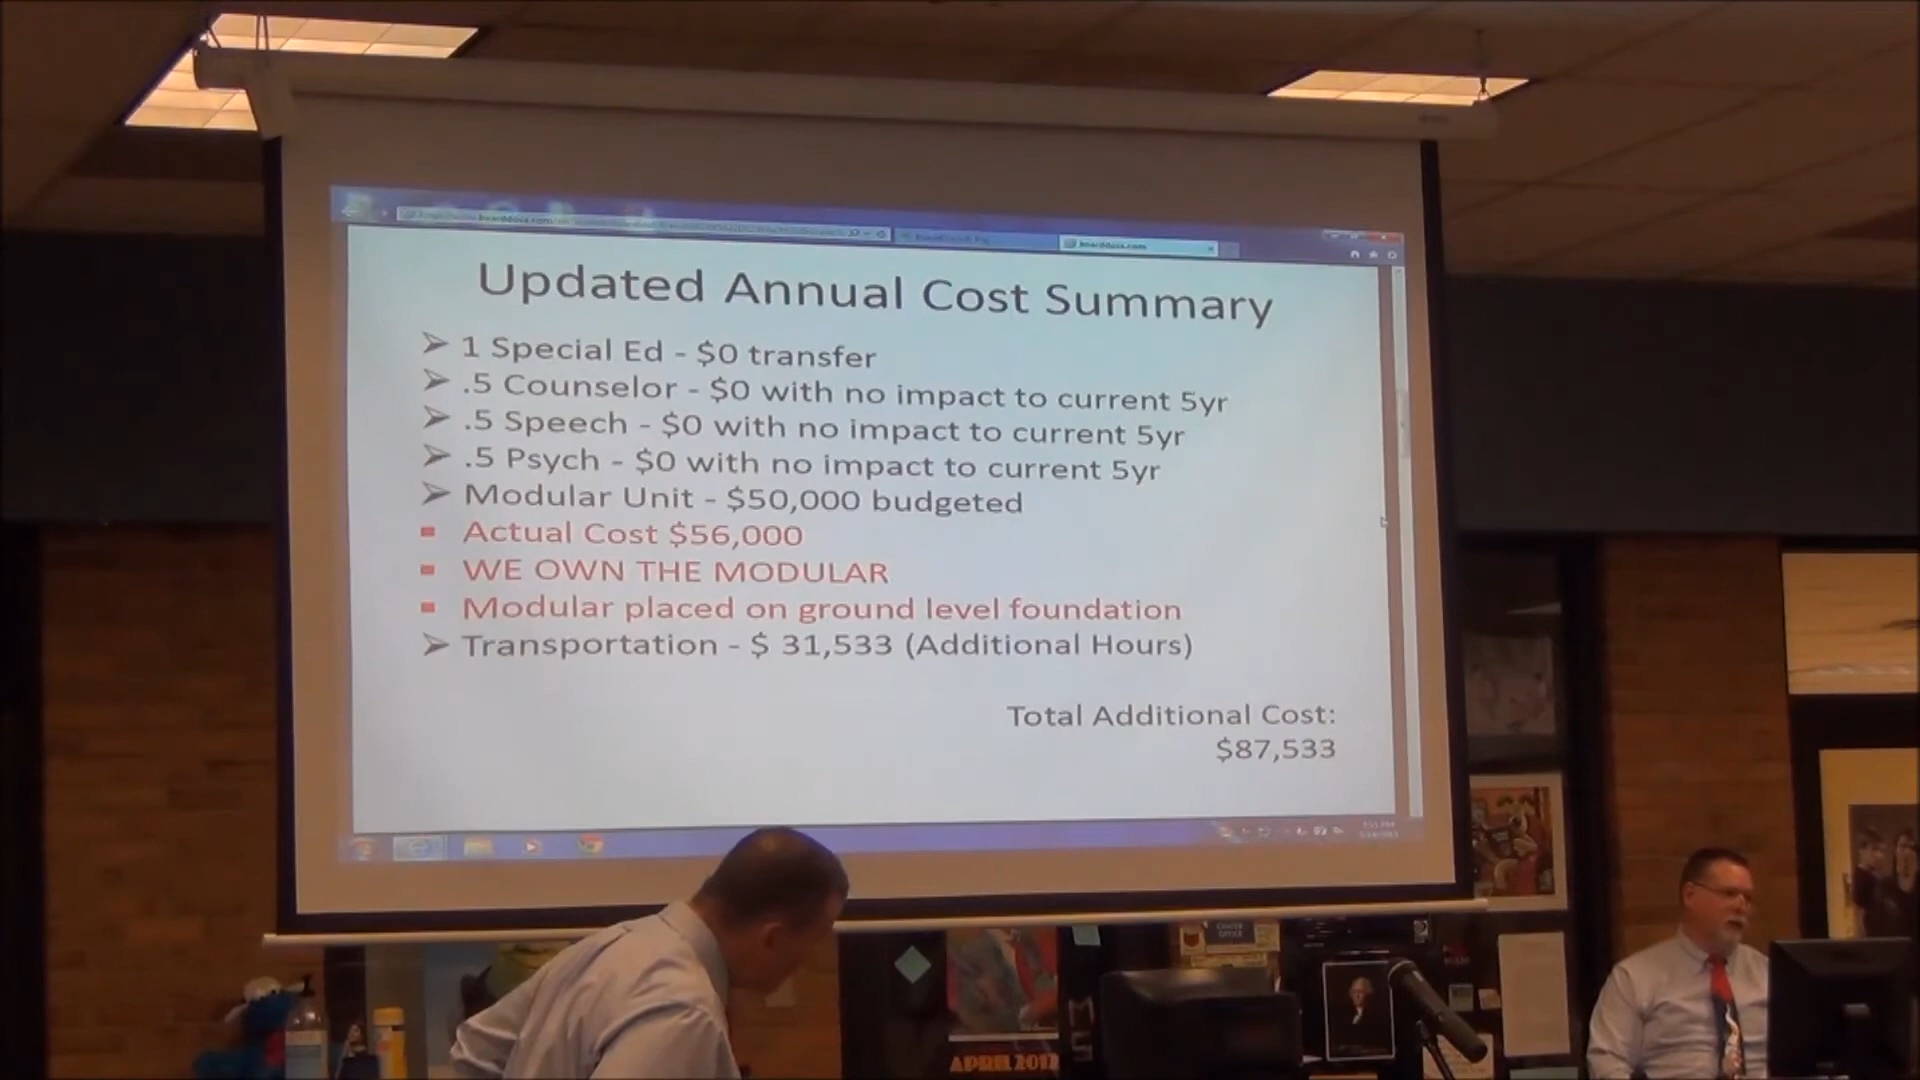 boarddocs.com
Updated Annual Cost Summary
1 Special Ed - $0 transfer
.5 Counselor - $0 with no impact to current 5yr
.5 Speech - $0 with no impact to current 5yr
.5 Psych - $0 with no impact to current 5yr
Modular Unit - $50,000 budgeted
Actual Cost $56,000
WE OWN THE MODULAR
Modular placed on ground level foundation
Transportation - $ 31,533 (Additional Hours)
Total Additional Cost:
$87,533
APRIL 2012